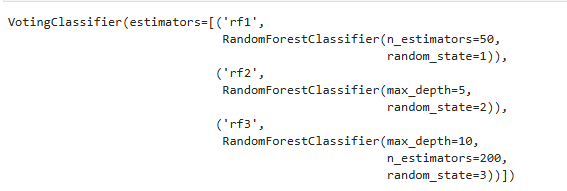 VotingClassifier(estimators=[('rf1',
RandomForestClassifier(n_estimators=50,
random_state=1)),
('rf2',
RandomForestClassifier(max_depth=5,
random_state=2)),
('rf3',
RandomForestClassifier(max_depth=10,
n_estimators=200,
random_state=3))])